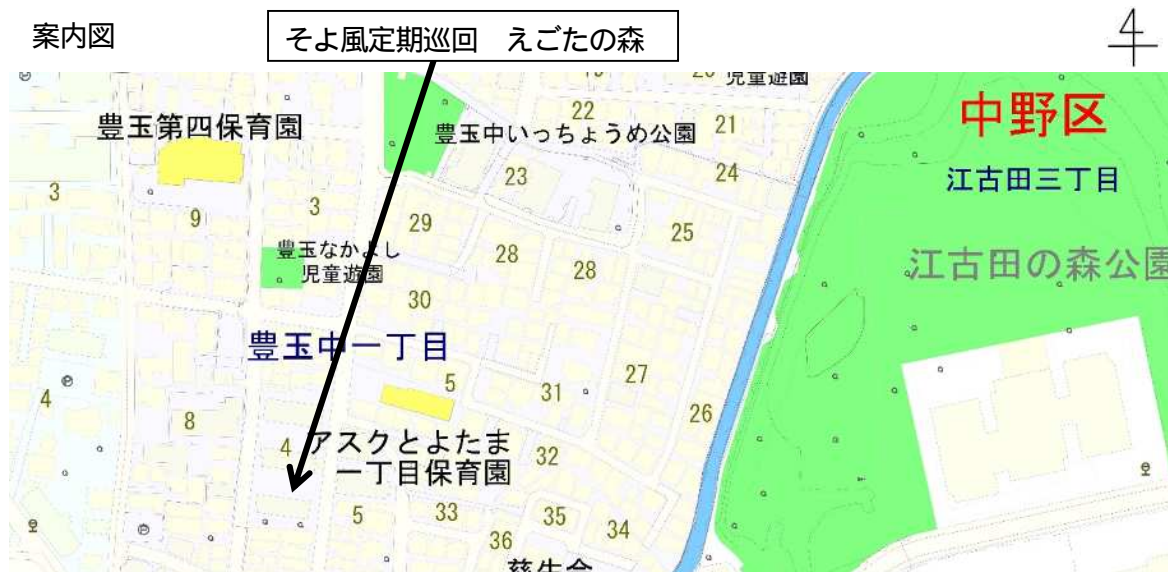 案内図
そよ風定期巡回　えごたの森
4
児童遊園
22
21
中野区
豊玉第四保育園
豊玉中いっちょうめ公園
24
23
江古田三丁目
3
9
3
29
25
豊玉なかよし
児童遊園
28
28
江古田の森公園
30
豊玉中一丁目
5
31
27
26
4
8
4
アスクとよたま
一丁目保育園
32
5
33
35
34
36
慈生会